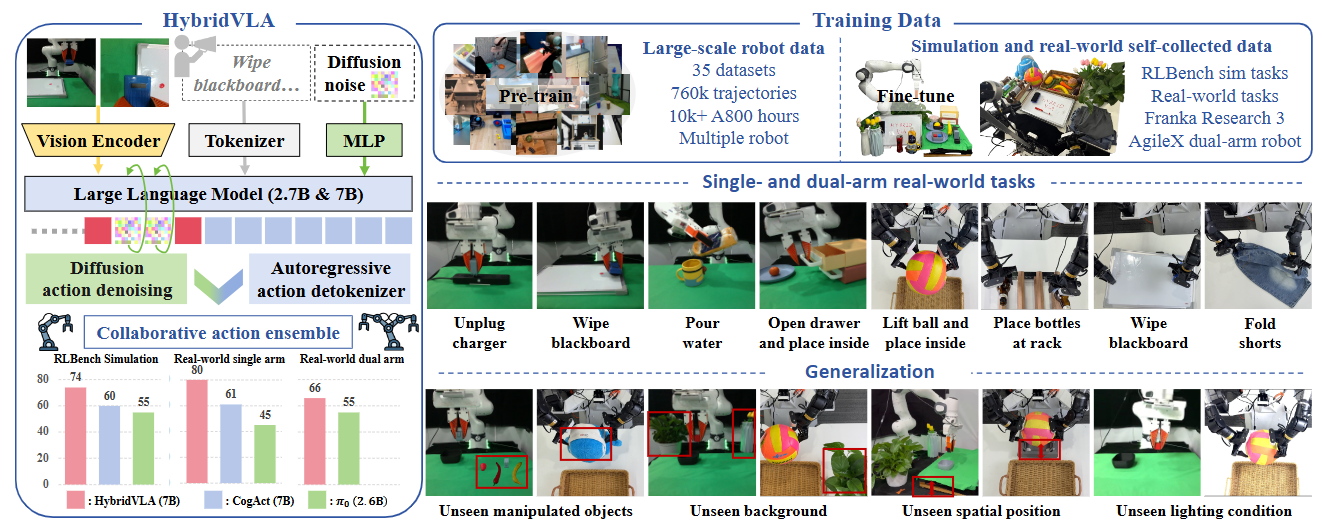 HybridVLA
Wipe
blackboard...
Diffusion
noise
Vision Encoder
Tokenizer
MLP
Large Language Model (2.7B & 7B)
Diffusion
action denoising
Autoregressive
action detokenizer
Collaborative action ensemble
RLBench Simulation
Real-world single arm
Real-world dual arm
80
60
40
20
0
74
60
55
80
61
45
66
55
: HybridVLA (7B)
: CogAct (7B)
: π0 (2.6B)
Training Data
Pre-train
Large-scale robot data
35 datasets
760k trajectories
10k+ A800 hours
Multiple robot
Simulation and real-world self-collected data
Fine-tune
RLBench sim tasks
Real-world tasks
Franka Research 3
AgileX dual-arm robot
Single- and dual-arm real-world tasks
Unplug
charger
Wipe
blackboard
Pour
water
Open drawer
and place inside
Lift ball and
place inside
Place bottles
at rack
Wipe
blackboard
Fold
shorts
Generalization
Unseen manipulated objects
Unseen background
Unseen spatial position
Unseen lighting condition